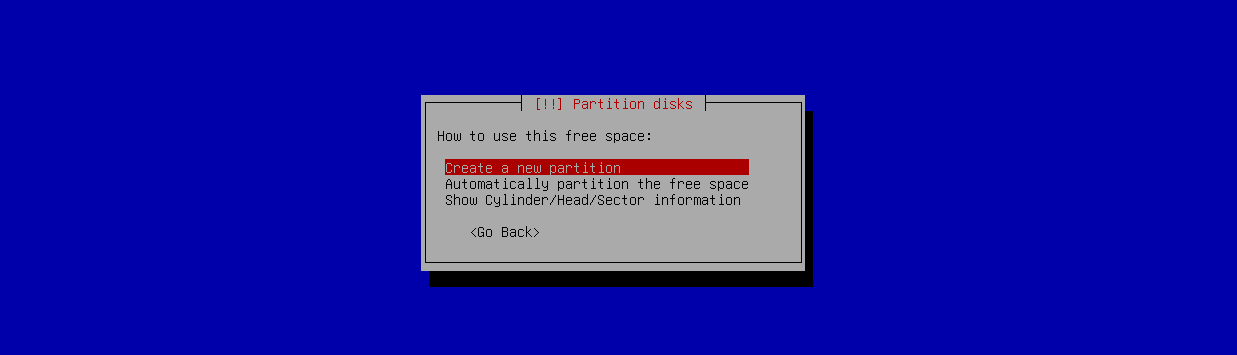 [!!] Partition disks
How to use this free space:
Create a new partition
Automatically partition the free space
Show Cylinder/Head/Sector information
<Go Back>